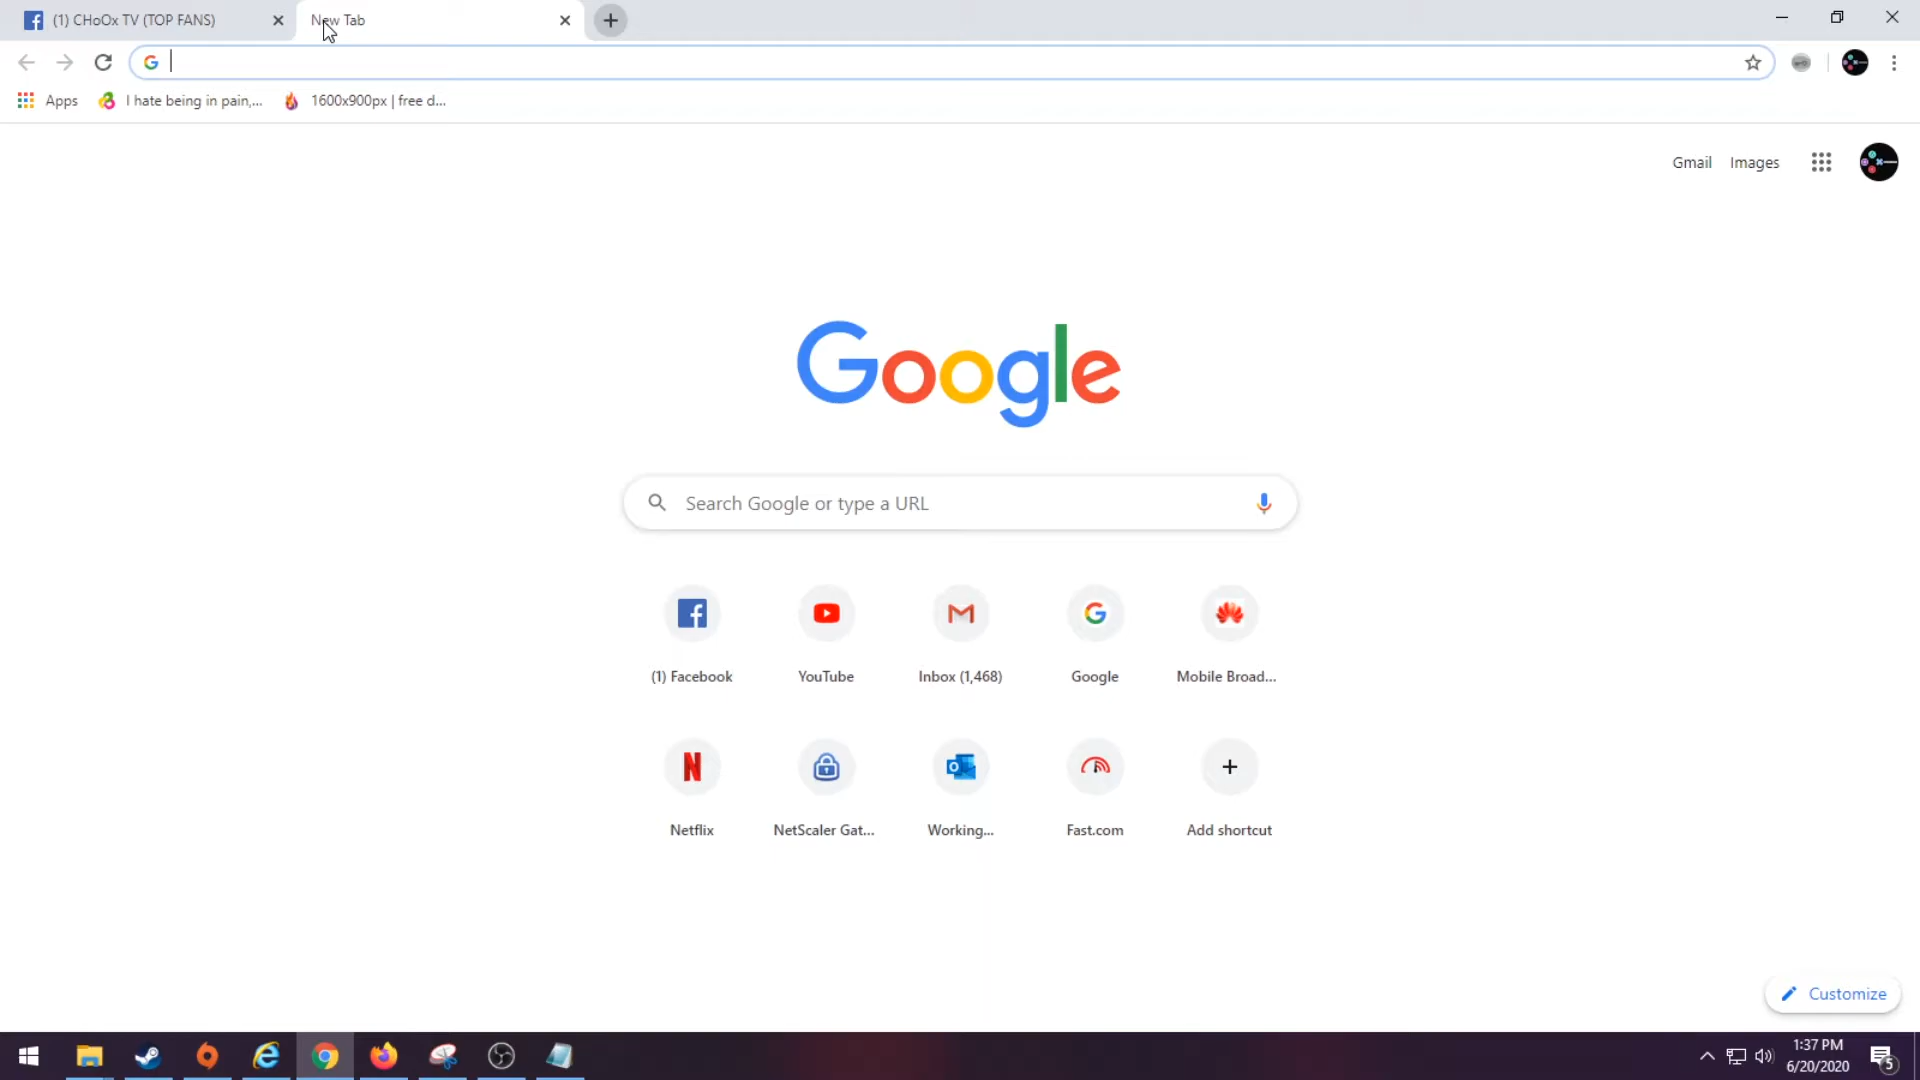 (1) CHoOx TV (TOP FANS)
New Tab
Apps
I hate being in pain,...
1600x900px | free d...
Gmail
Images
Google
Search Google or type a URL
(1) Facebook
YouTube
Inbox (1,468)
Google
Mobile Broad...
Netflix
NetScaler Gat...
Working...
Fast.com
Add shortcut
Customize
1:37 PM
6/20/2020
5